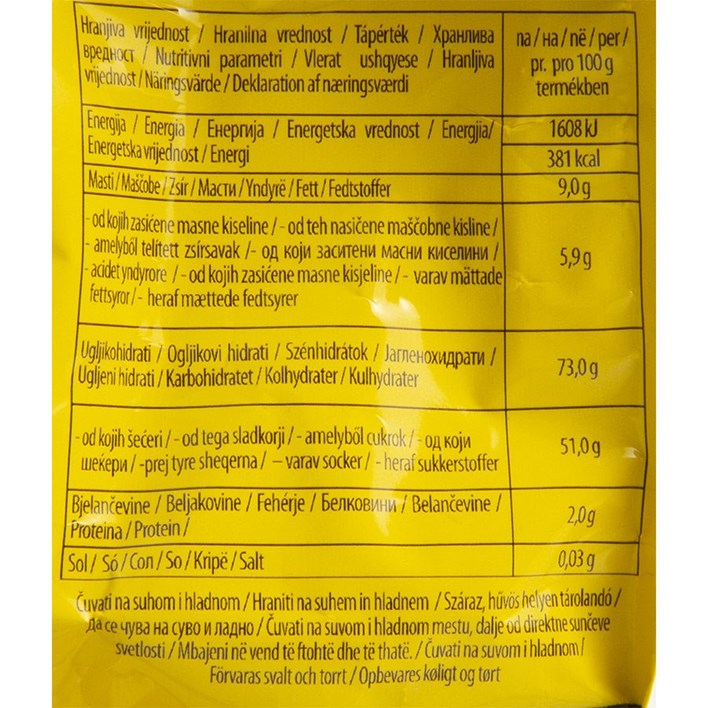 Hranjiva vrijednost / Hranilna vrednost / Tápérték / Хранлива
вредност / Nutritivni parametri / Vlerat ushqyese / Hranljiva
vrijednost / Näringsvärde / Deklaration af næringsværdi
na / на / në / per /
pr. pro 100 g
termékben
Energija / Energia / Енергија / Energetska vrednost / Energjia/
Energetska vrijednost / Energi
1608 kJ
381 kcal
Masti / Maščobe / Zsír / Масти / Yndyrë / Fett / Fedtstoffer
9,0 g
- od kojih zasićene masne kiseline / - od teh nasičene maščobne kisline /
- amelyből telített zsírsavak /- од кои заситени масни киселини /
- acidet yndyrore / - od kojih zasićene masne kisjeline / - varav mättade
fettsyror / - heraf mættede fedtsyrer
5,9 g
Ugljikohidrati / Ogljikovi hidrati / Szénhidrátok / Јагленохидрати /
Ugljeni hidrati / Karbohidratet / Kolhydrater / Kulhydrater
73,0 g
- od kojih šećeri / - od tega sladkorji / - amelyből cukrok / - од кои
шеќери / -prej tyre sheqerna / – varav socker / - heraf sukkerstoffer
51,0 g
Bjelančevine / Beljakovine / Fehérje / Белковини / Belančevine /
Proteina / Protein /
2,0 g
Sol / Só / Сол / So / Kripë / Salt
0,03 g
Čuvati na suhom i hladnom / Hraniti na suhem in hladnem / Száraz, hűvös helyen tárolandó /
Да се чува на суво и ладно / Čuvati na suvom i hladnom mestu, dalje od direktne sunčeve
svetlosti / Mbajeni në vend të ftohtë dhe të thatë. / Čuvati na suvom i hladnom /
Förvaras svalt och torrt / Opbevares køligt og tørt